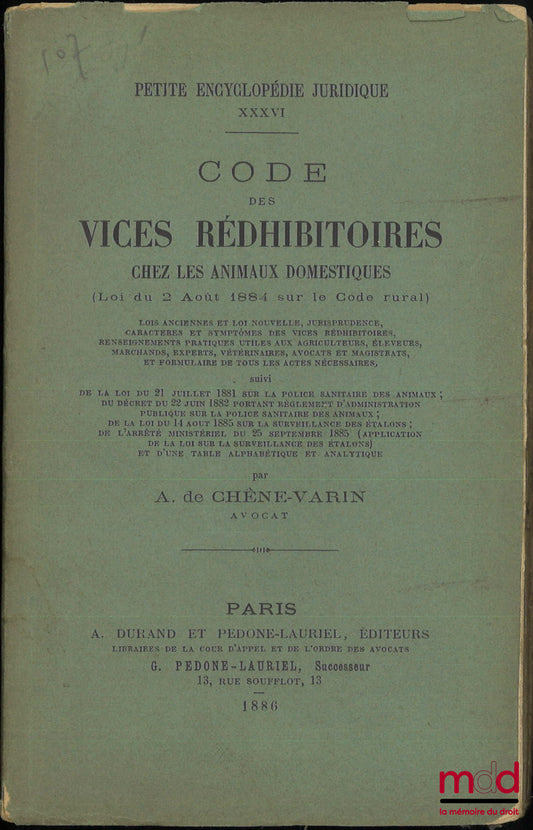 107
PETITE ENCYCLOPÉDIE JURIDIQUE
XXXVI
CODE
DES
VICES RÉDHIBITOIRES
CHEZ LES ANIMAUX DOMESTIQUES
(Loi du 2 Août 1884 sur le Code rural)
LOIS ANCIENNES ET LOI NOUVELLE, JURISPRUDENCE,
CARACTÈRES ET SYMPTÔMES DES VICES RÉDHIBITOIRES,
RENSEIGNEMENTS PRATIQUES UTILES AUX AGRICULTEURS, ÉLEVEURS,
MARCHANDS, EXPERTS, VÉTÉRINAIRES, AVOCATS ET MAGISTRATS,
ET FORMULAIRE DE TOUS LES ACTES NÉCESSAIRES,
suivi
DE LA LOI DU 21 JUILLET 1881 SUR LA POLICE SANITAIRE DES ANIMAUX ;
DU DÉCRET DU 22 JUIN 1882 PORTANT RÉGLEMENT D'ADMINISTRATION
PUBLIQUE SUR LA POLICE SANITAIRE DES ANIMAUX ;
DE LA LOI DU 14 AOUT 1885 SUR LA SURVEILLANCE DES ÉTALONS ;
DE L'ARRÊTÉ MINISTÉRIEL DU 25 SEPTEMBRE 1885 (APPLICATION
DE LA LOI SUR LA SURVEILLANCE DES ÉTALONS)
ET D'UNE TABLE ALPHABÉTIQUE ET ANALYTIQUE
par
A. de CHÊNE-VARIN
AVOCAT
PARIS
A. DURAND ET PEDONE-LAURIEL, ÉDITEURS
LIBRAIRES DE LA COUR D'APPEL ET DE L'ORDRE DES AVOCATS
G. PEDONE-LAURIEL, Successeur
13, RUE SOUFFLOT, 13
1886
mdd
la mémoire du droit